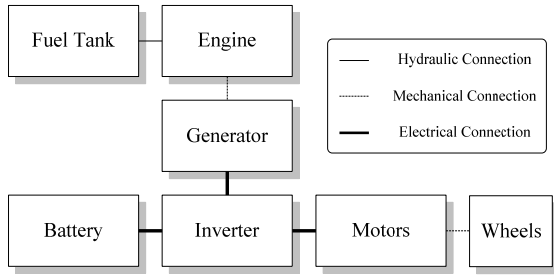 Fuel Tank
Engine
Hydraulic Connection
Mechanical Connection
Electrical Connection
Generator
Battery
Inverter
Motors
Wheels